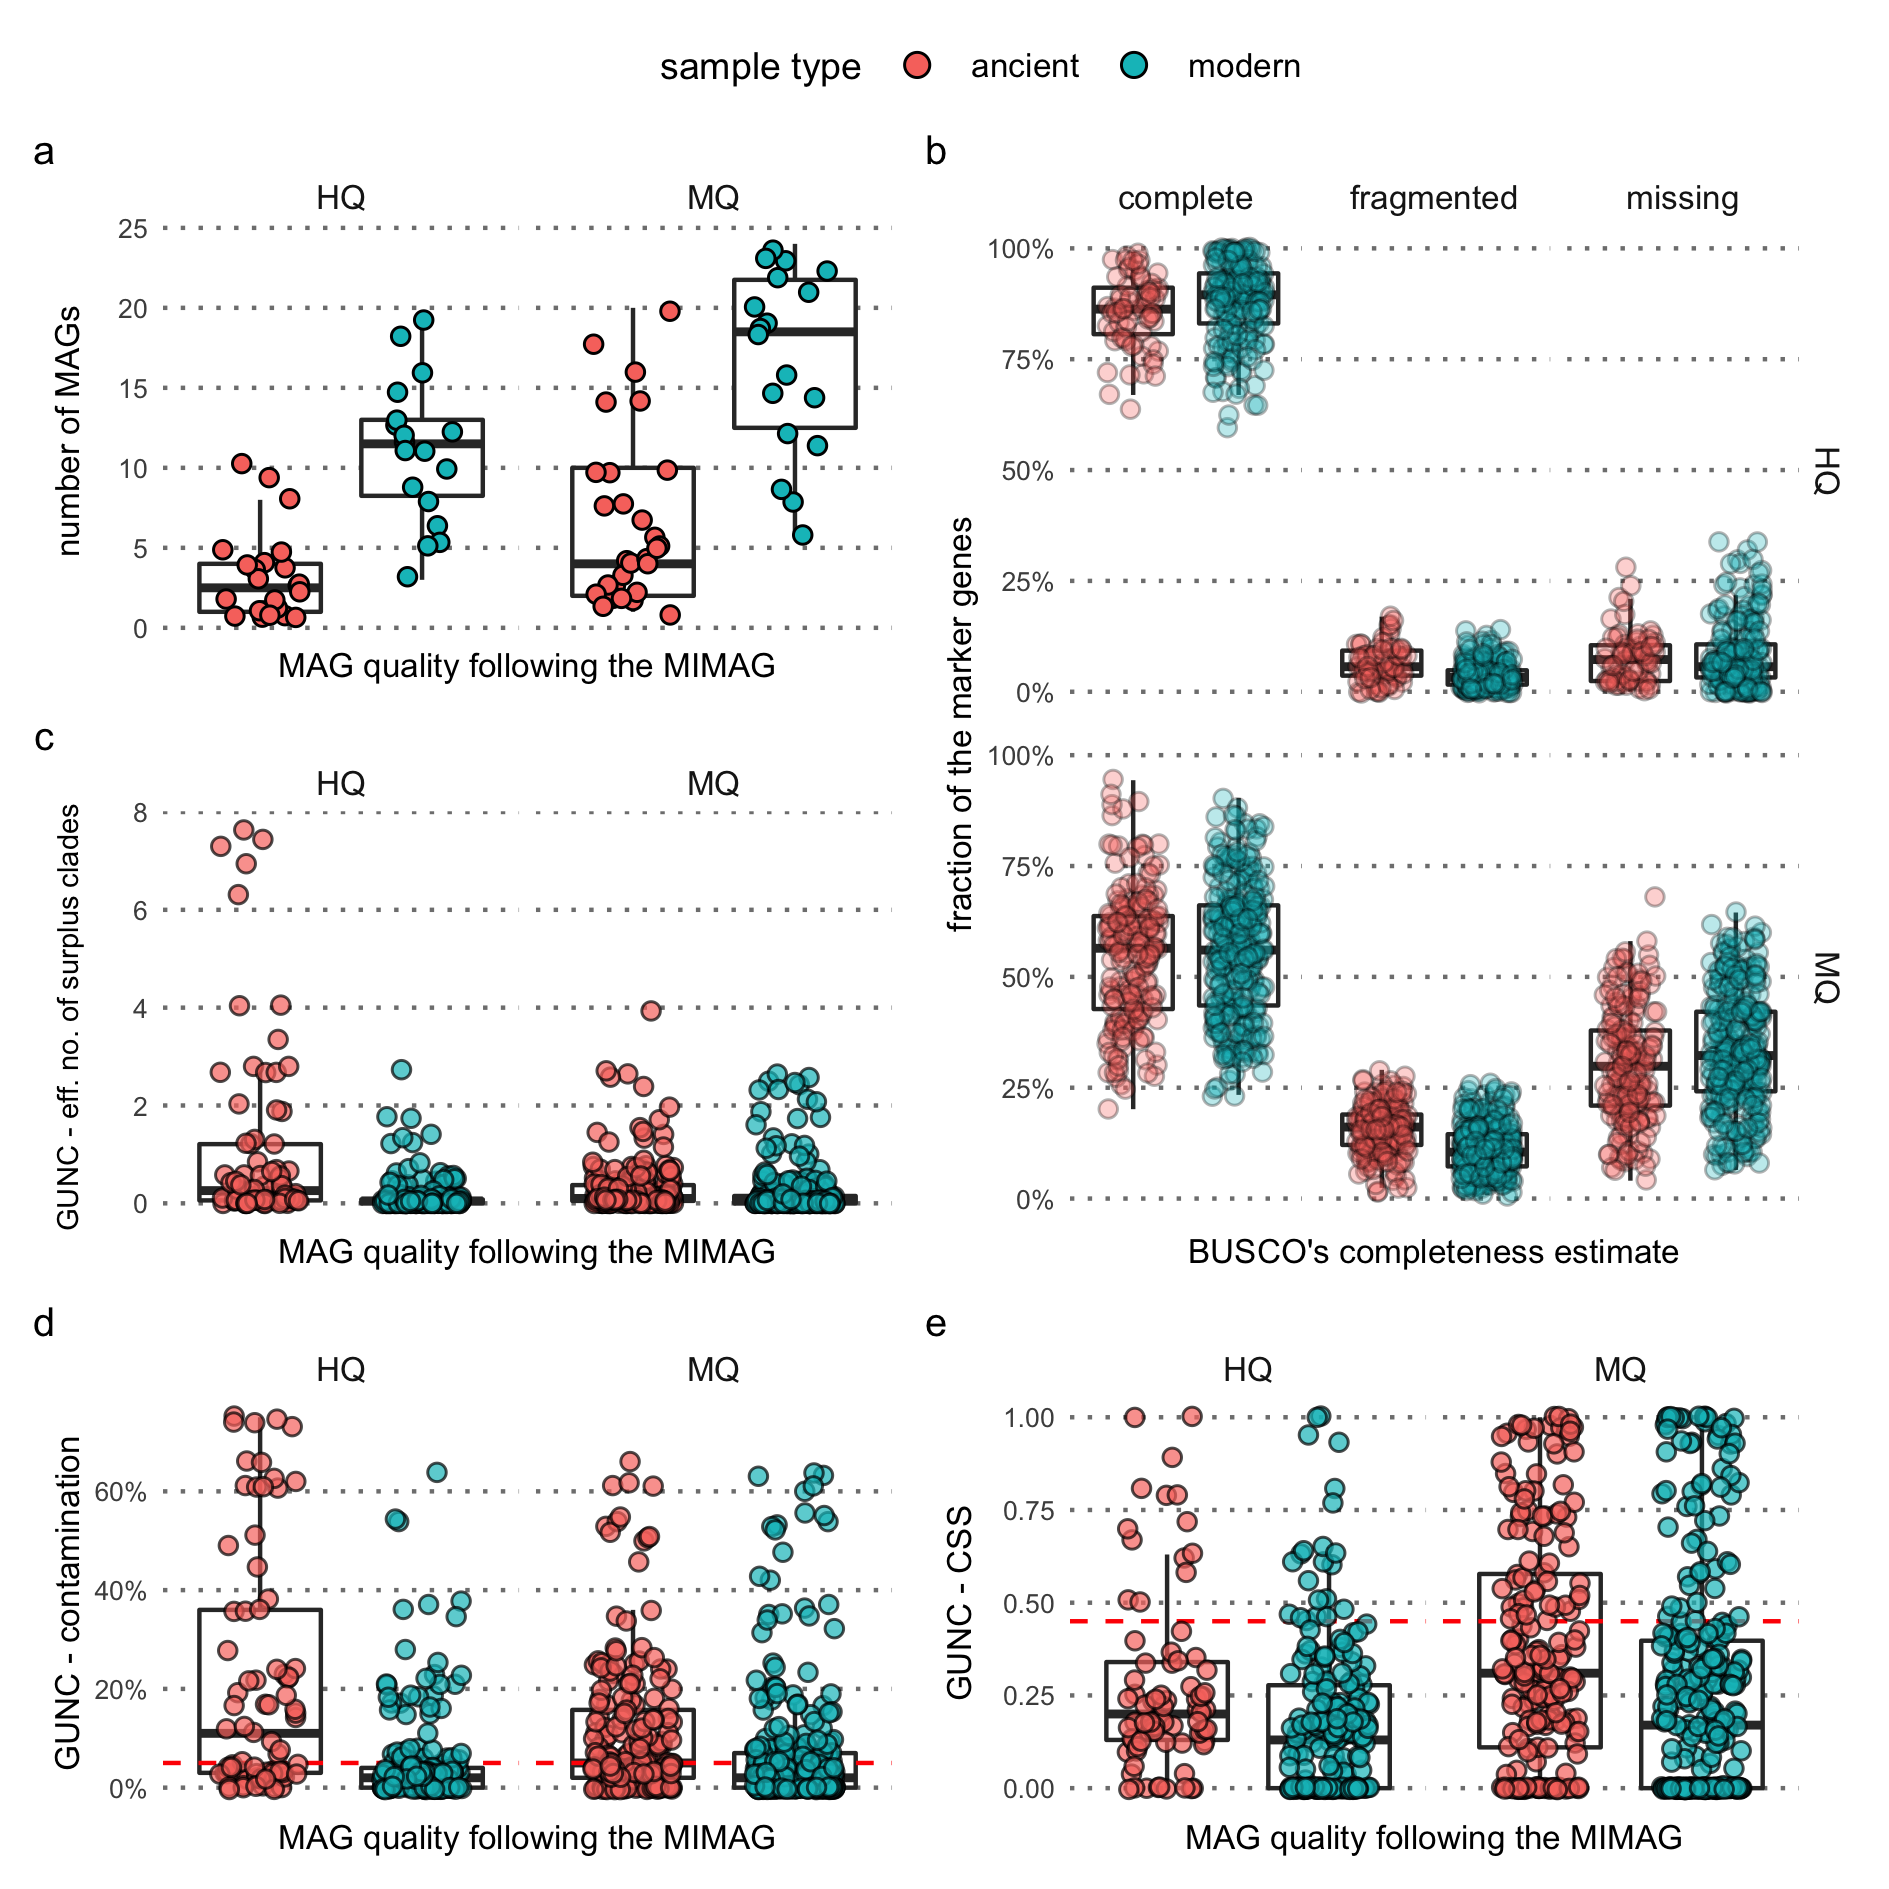 sample type ancient modern
a
HQ MQ
number of MAGs
25
20
15
10
5
0
MAG quality following the MIMAG
b
complete fragmented missing
fraction of the marker genes
100%
75%
50%
25%
0%
HQ
100%
75%
50%
25%
0%
MQ
BUSCO's completeness estimate
c
HQ MQ
GUNC - eff. no. of surplus clades
8
6
4
2
0
MAG quality following the MIMAG
d
HQ MQ
GUNC - contamination
60%
40%
20%
0%
MAG quality following the MIMAG
e
HQ MQ
GUNC - CSS
1.00
0.75
0.50
0.25
0.00
MAG quality following the MIMAG